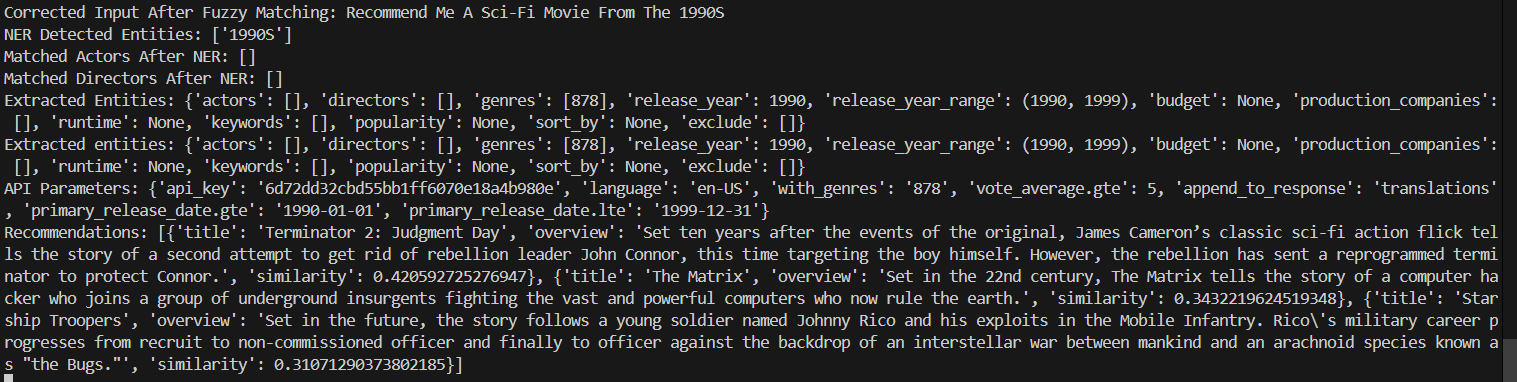 Corrected Input After Fuzzy Matching: Recommend Me A Sci-Fi Movie From The 1990S
NER Detected Entities: ['1990S']
Matched Actors After NER: []
Matched Directors After NER: []
Extracted Entities: {'actors': [], 'directors': [], 'genres': [878], 'release_year': 1990, 'release_year_range': (1990, 1999), 'budget': None, 'production_companies':
 [], 'runtime': None, 'keywords': [], 'popularity': None, 'sort_by': None, 'exclude': []}
Extracted entities: {'actors': [], 'directors': [], 'genres': [878], 'release_year': 1990, 'release_year_range': (1990, 1999), 'budget': None, 'production_companies':
 [], 'runtime': None, 'keywords': [], 'popularity': None, 'sort_by': None, 'exclude': []}
API Parameters: {'api_key': '6d72dd32cbd55bb1ff6070e18a4b980e', 'language': 'en-US', 'with_genres': '878', 'vote_average.gte': 5, 'append_to_response': 'translations'
, 'primary_release_date.gte': '1990-01-01', 'primary_release_date.lte': '1999-12-31'}
Recommendations: [{'title': 'Terminator 2: Judgment Day', 'overview': 'Set ten years after the events of the original, James Cameron’s classic sci-fi action flick tel
ls the story of a second attempt to get rid of rebellion leader John Connor, this time targeting the boy himself. However, the rebellion has sent a reprogrammed termi
nator to protect Connor.', 'similarity': 0.420592725276947}, {'title': 'The Matrix', 'overview': 'Set in the 22nd century, The Matrix tells the story of a computer ha
cker who joins a group of underground insurgents fighting the vast and powerful computers who now rule the earth.', 'similarity': 0.3432219624519348}, {'title': 'Star
ship Troopers', 'overview': 'Set in the future, the story follows a young soldier named Johnny Rico and his exploits in the Mobile Infantry. Rico\'s military career p
rogresses from recruit to non-commissioned officer and finally to officer against the backdrop of an interstellar war between mankind and an arachnoid species known a
s "the Bugs."', 'similarity': 0.31071290373802185}]